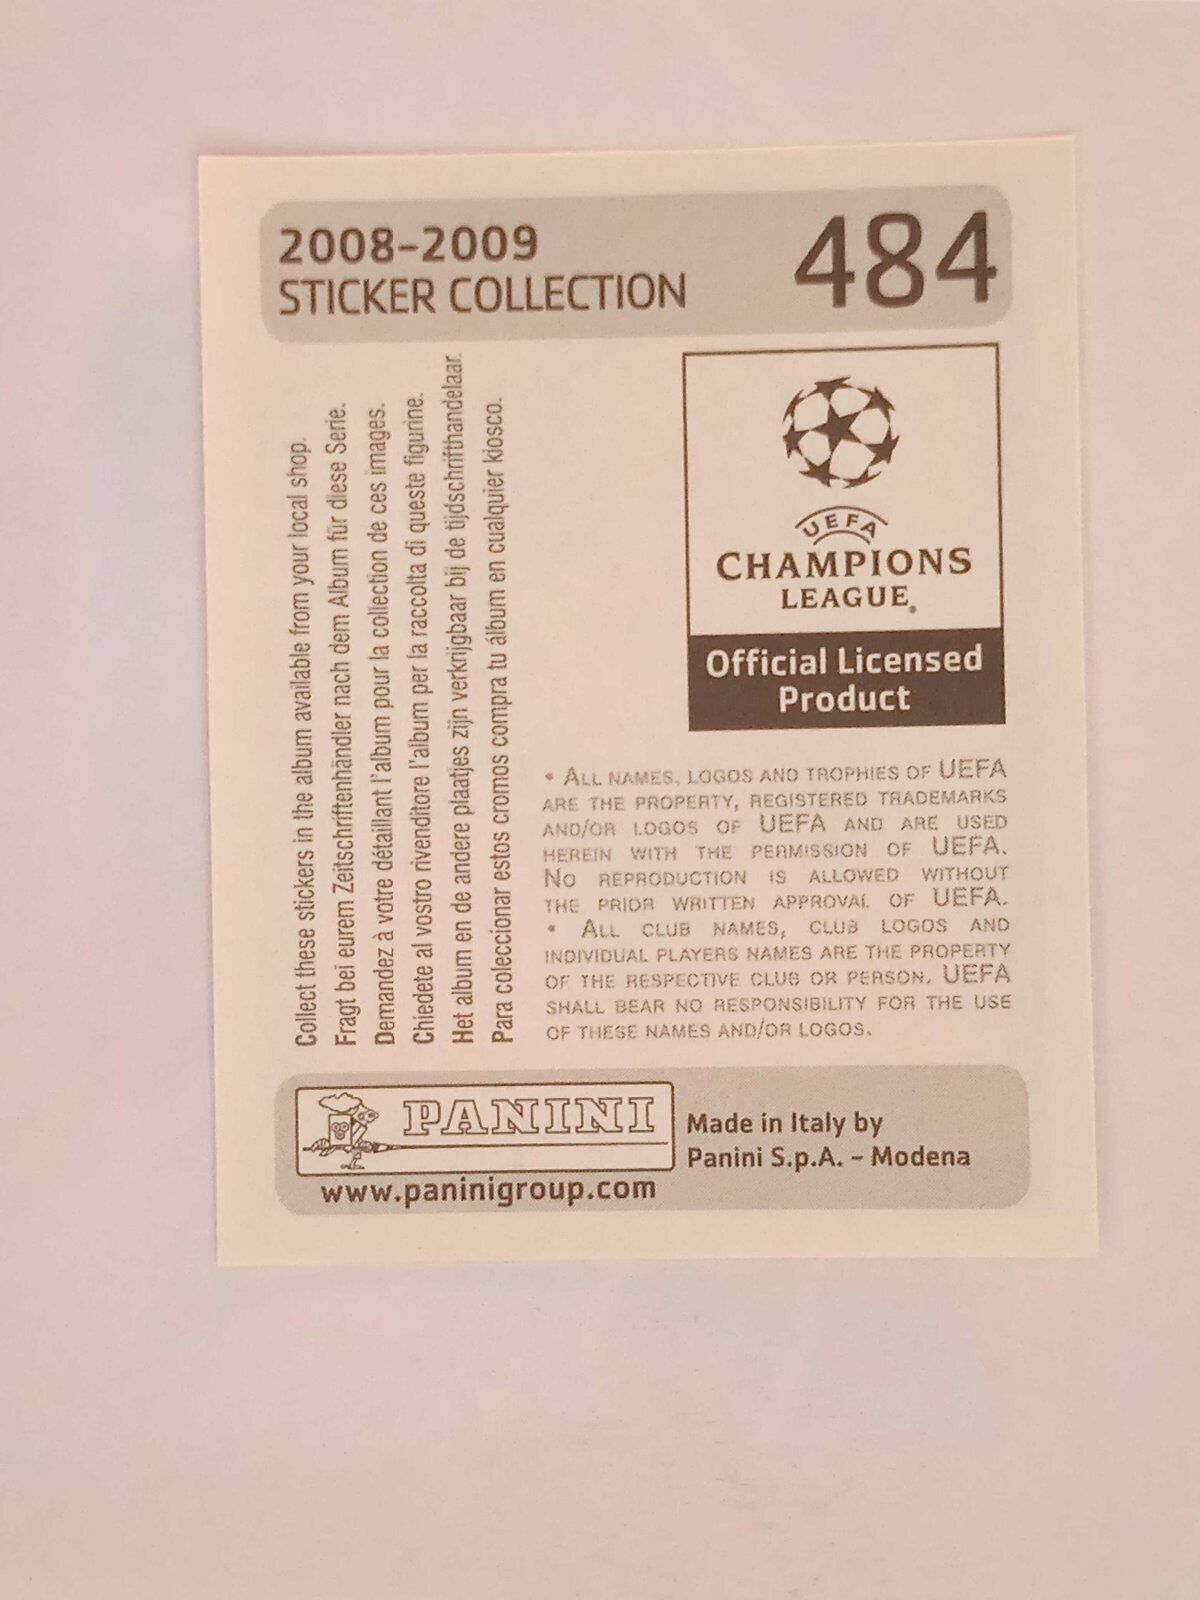 2008-2009
STICKER COLLECTION
484
Collect these stickers in the album available from your local shop.
Fragt bei eurem Zeitschriftenhändler nach dem Album für diese Serie.
Demandez à votre détaillant l'album pour la collection de ces images.
Chiedete al vostro rivenditore l'album per la raccolta di queste figurine.
Het album en de andere plaatjes zijn verkrijgbaar bij de tijdschrifthandelaar.
Para coleccionar estos cromos compra tu álbum en cualquier kiosco.
UEFA
CHAMPIONS
LEAGUE®
Official Licensed
Product
• ALL NAMES, LOGOS AND TROPHIES OF UEFA
ARE THE PROPERTY, REGISTERED TRADEMARKS
AND/OR LOGOS OF UEFA AND ARE USED
HEREIN WITH THE PERMISSION OF UEFA.
NO REPRODUCTION IS ALLOWED WITHOUT
THE PRIOR WRITTEN APPROVAL OF UEFA.
• ALL CLUB NAMES, CLUB LOGOS AND
INDIVIDUAL PLAYERS NAMES ARE THE PROPERTY
OF THE RESPECTIVE CLUB OR PERSON. UEFA
SHALL BEAR NO RESPONSIBILITY FOR THE USE
OF THESE NAMES AND/OR LOGOS.
PANINI
www.paninigroup.com
Made in Italy by
Panini S.p.A. - Modena